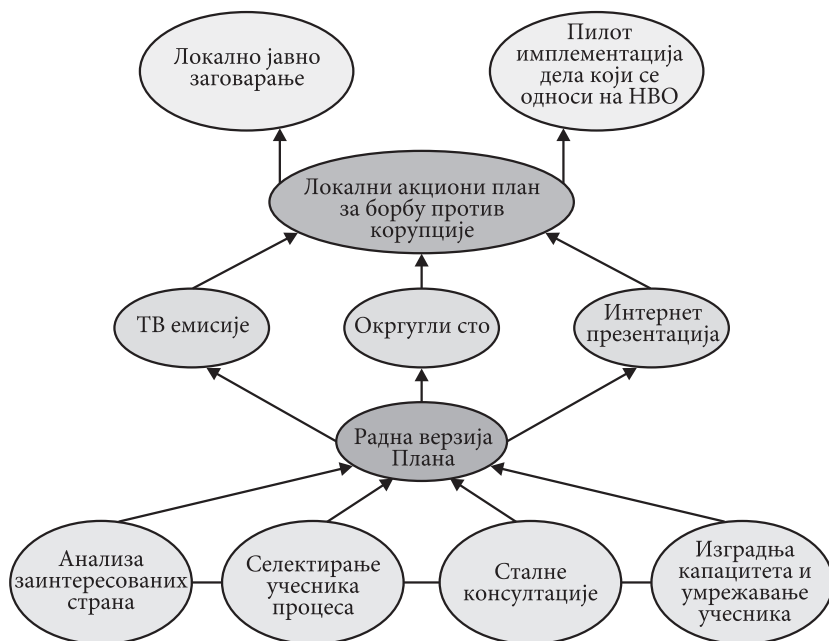 Локално јавно
заговарање
Пилот
имплементација
дела који се
односи на НВО
Локални акциони план
за борбу против
корупције
ТВ емисије
Округгли сто
Интернет
презентација
Радна верзија
Плана
Анализа
заинтересованих
страна
Селектирање
учесника
процеса
Сталне
консултације
Изградња
капацитета и
умрежавање
учесника